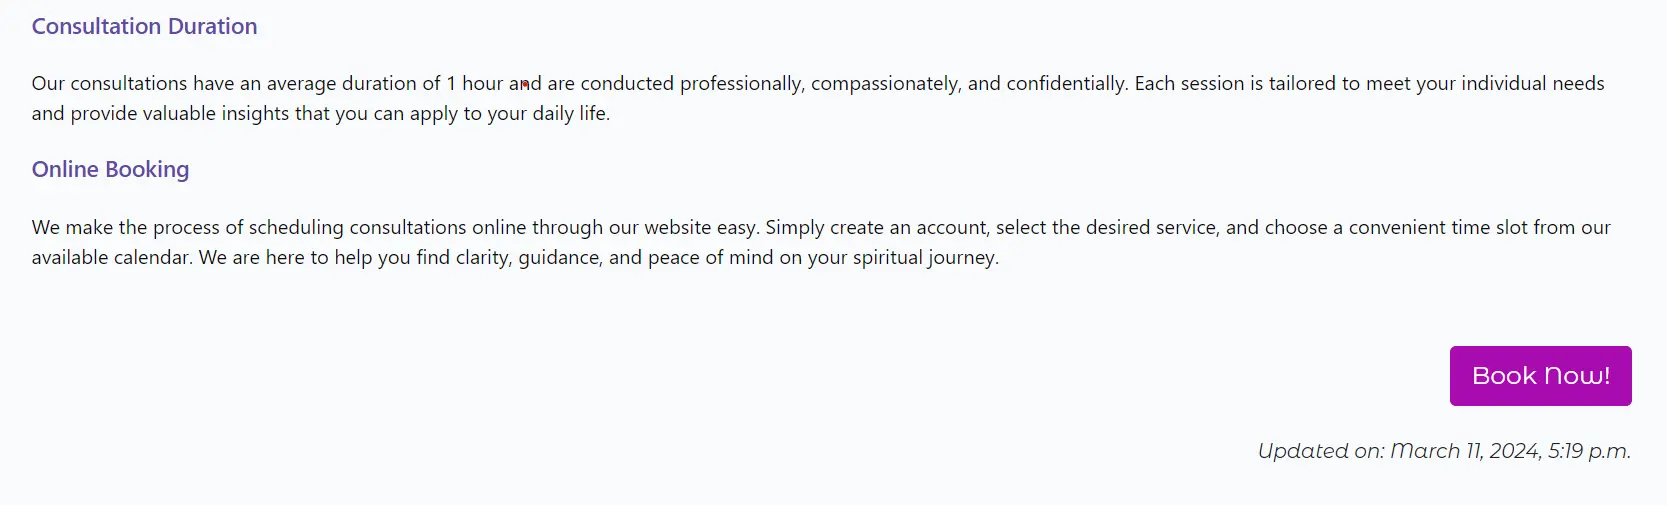 Consultation Duration
Our consultations have an average duration of 1 hour and are conducted professionally, compassionately, and confidentially. Each session is tailored to meet your individual needs
and provide valuable insights that you can apply to your daily life.
Online Booking
We make the process of scheduling consultations online through our website easy. Simply create an account, select the desired service, and choose a convenient time slot from our
available calendar. We are here to help you find clarity, guidance, and peace of mind on your spiritual journey.
Book Now!
Updated on: March 11, 2024, 5:19 p.m.